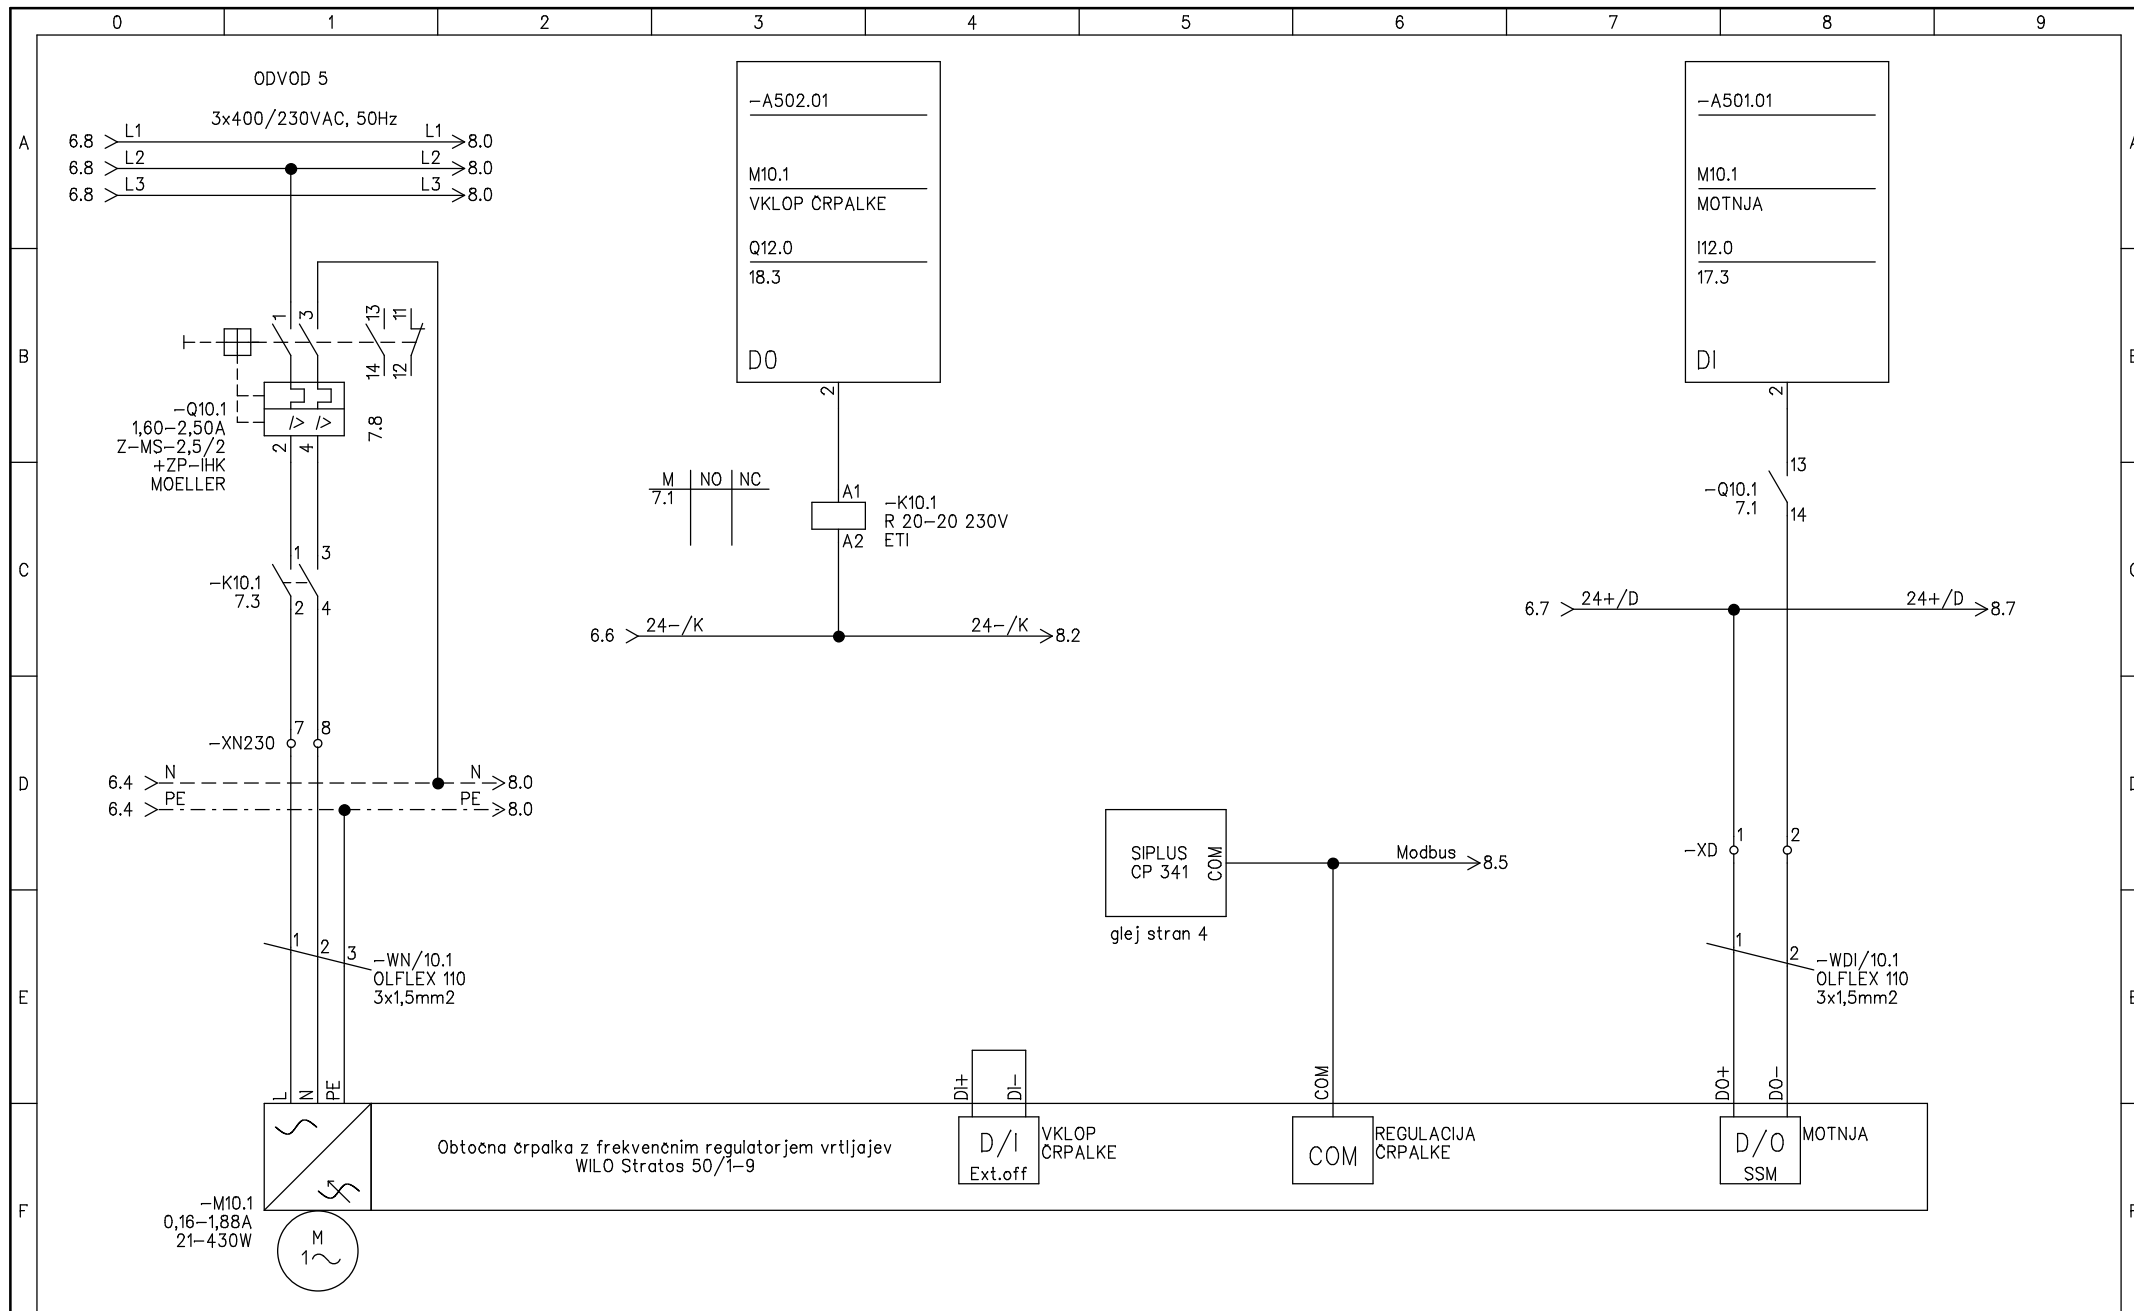 0 1 2 3 4 5 6 7 8 9
ODVOD 5
3x400/230VAC, 50Hz
A
6.8 L1 L1 8.0
6.8 L2 L2 8.0
6.8 L3 L3 8.0
-A502.01
M10.1
VKLOP ČRPALKE
Q12.0
18.3
DO
2
-A501.01
M10.1
MOTNJA
I12.0
17.3
DI
2
A
B
1 3 13 11
14 12
-Q10.1
1,60-2,50A
Z-MS-2,5/2
+ZP-IHK
MOELLER
I> I>
2 4
7.8
B
M NO NC
7.1
A1
A2
-K10.1
R 20-20 230V
ETI
13
-Q10.1
7.1
14
C
1 3
-K10.1
7.3
2 4
6.6 24-/K 24-/K 8.2
6.7 24+/D 24+/D 8.7
C
7 8
-XN230
D
6.4 N N 8.0
6.4 PE PE 8.0
SIPLUS
CP 341
COM
Modbus 8.5
glej stran 4
1 2
-XD
D
E
1 2 3
-WN/10.1
OLFLEX 110
3x1,5mm2
1 2
-WDI/10.1
OLFLEX 110
3x1,5mm2
E
L N PE
DI+ DI-
COM
DO+ DO-
Obtočna črpalka z frekvenčnim regulatorjem vrtljajev
WILO Stratos 50/1-9
D/I
Ext.off
VKLOP
ČRPALKE
COM
REGULACIJA
ČRPALKE
D/O
SSM
MOTNJA
F
-M10.1
0,16-1,88A
21-430W
M
1
F